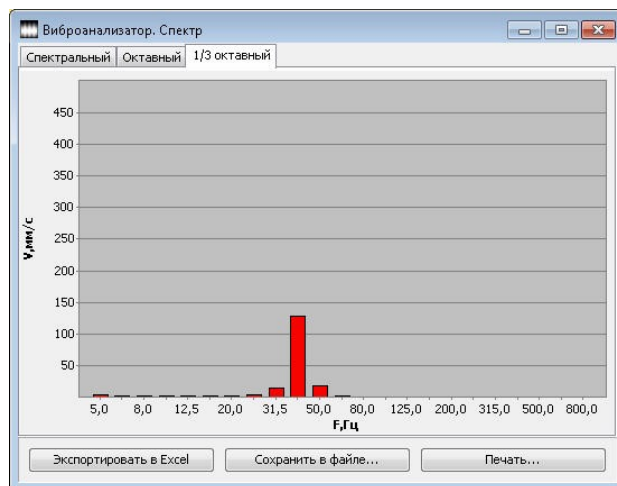 Виброанализатор. Спектр
Спектральный Октавный 1/3 октавный
450
400
350
300
250
200
150
100
50
V,мм/с
5,0 8,0 12,5 20,0 31,5 50,0 80,0 125,0 200,0 315,0 500,0 800,0
F,Гц
Экспортировать в Excel Сохранить в файле... Печать...